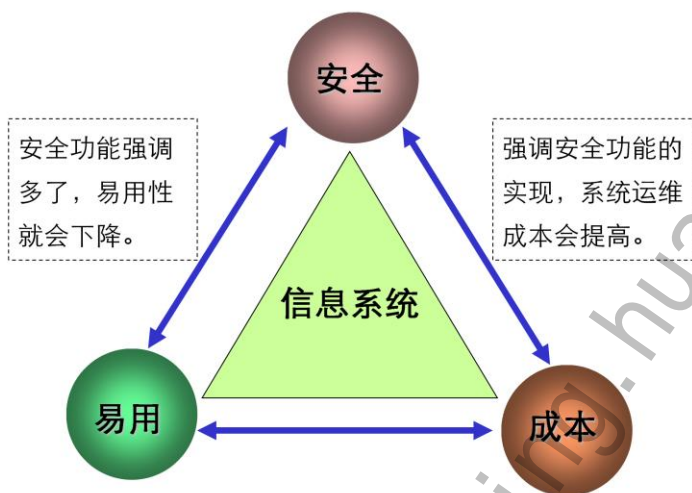 安全
安全功能强调
多了，易用性
就会下降。
强调安全功能的
实现，系统运维
成本会提高。
信息系统
易用
成本
ing.hua